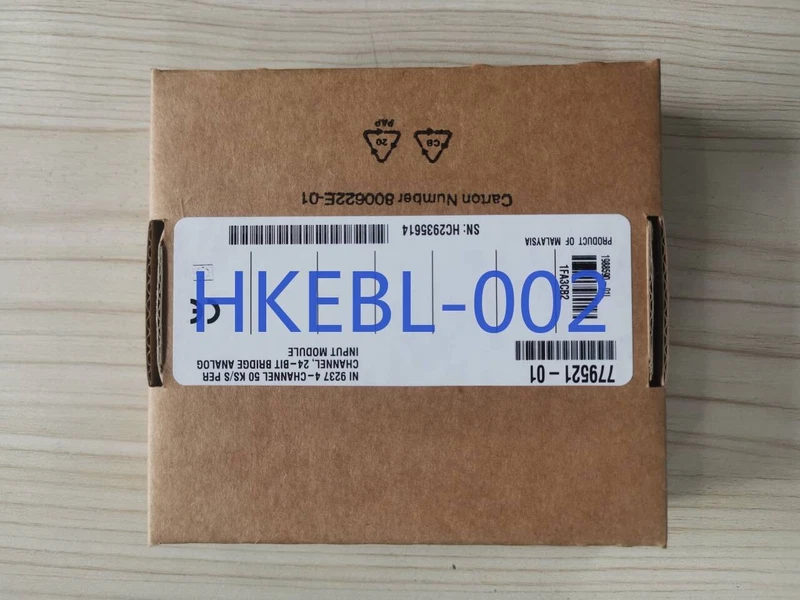 779521-01
NI 9237 4-CHANNEL 50 KS/S PER
CHANNEL, 24-BIT BRIDGE ANALOG
INPUT MODULE
1FA3CB2
PRODUCT OF MALAYSIA
SN: HC2935614
Carton Number 800622E-01
CB
20
PAP
HKEBL-002